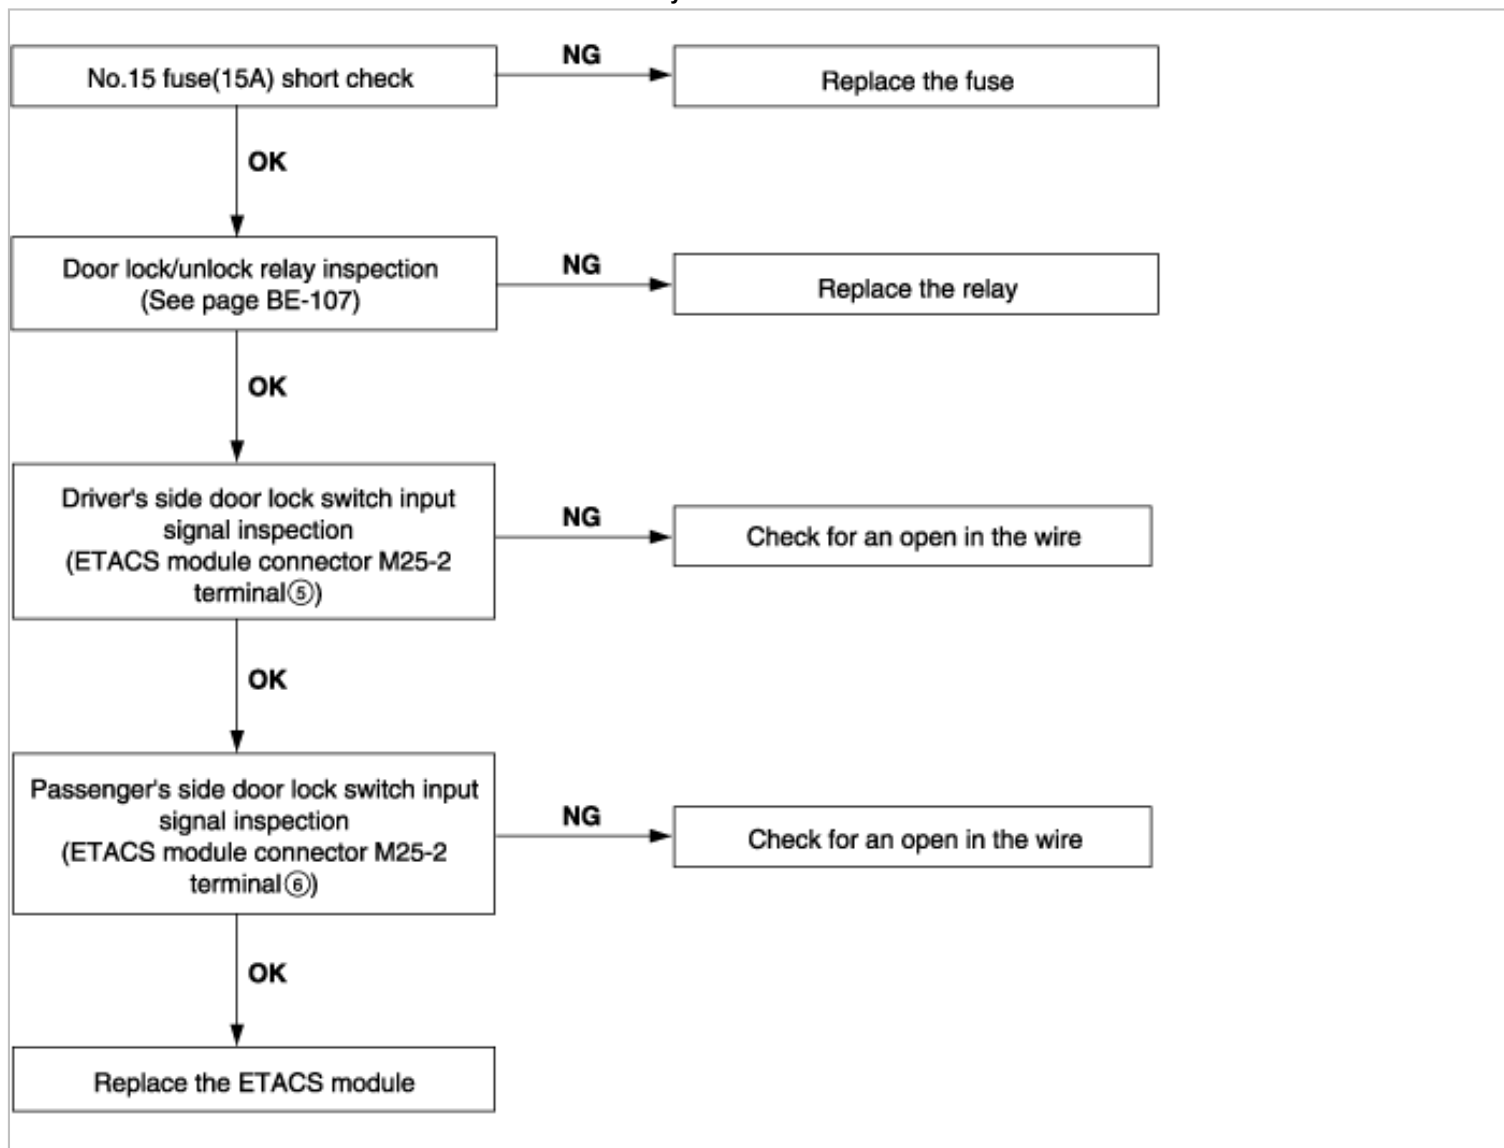 No.15 fuse(15A) short check
NG
Replace the fuse
OK
Door lock/unlock relay inspection
(See page BE-107)
NG
Replace the relay
OK
Driver's side door lock switch input
signal inspection
(ETACS module connector M25-2
terminal⑤)
NG
Check for an open in the wire
OK
Passenger's side door lock switch input
signal inspection
(ETACS module connector M25-2
terminal⑥)
NG
Check for an open in the wire
OK
Replace the ETACS module